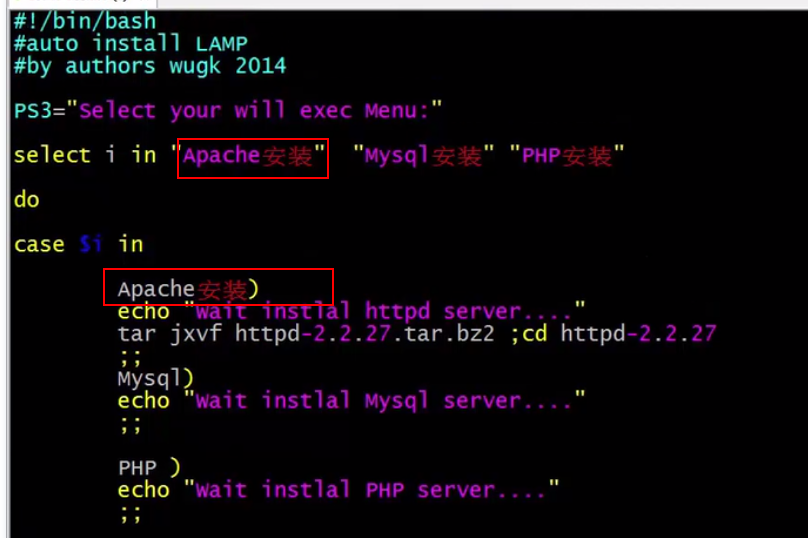 #!/bin/bash
#auto install LAMP
#by authors wugk 2014
PS3="Select your will exec Menu:"
select i in "Apache安装" "Mysql安装" "PHP安装"
do
case $i in
Apache安装)
echo "Wait instlal httpd server...."
tar jxvf httpd-2.2.27.tar.bz2 ;cd httpd-2.2.27
;;
Mysql)
echo "Wait instlal Mysql server...."
;;
PHP )
echo "Wait instlal PHP server...."
;;